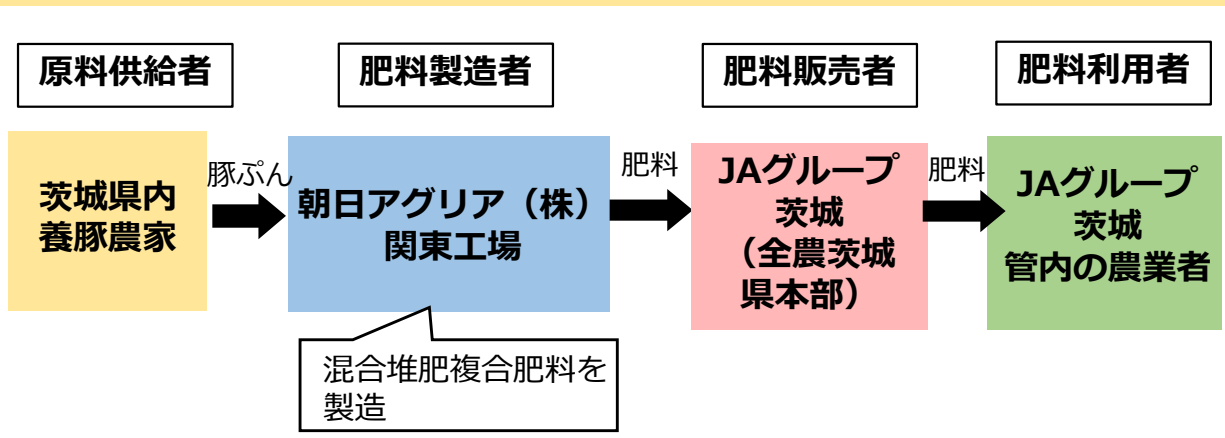 原料供給者
肥料製造者
肥料販売者
肥料利用者
茨城県内
養豚農家
豚ぷん
朝日アグリア（株）
関東工場
肥料
JAグループ
茨城
（全農茨城
県本部）
肥料
JAグループ
茨城
管内の農業者
混合堆肥複合肥料を
製造